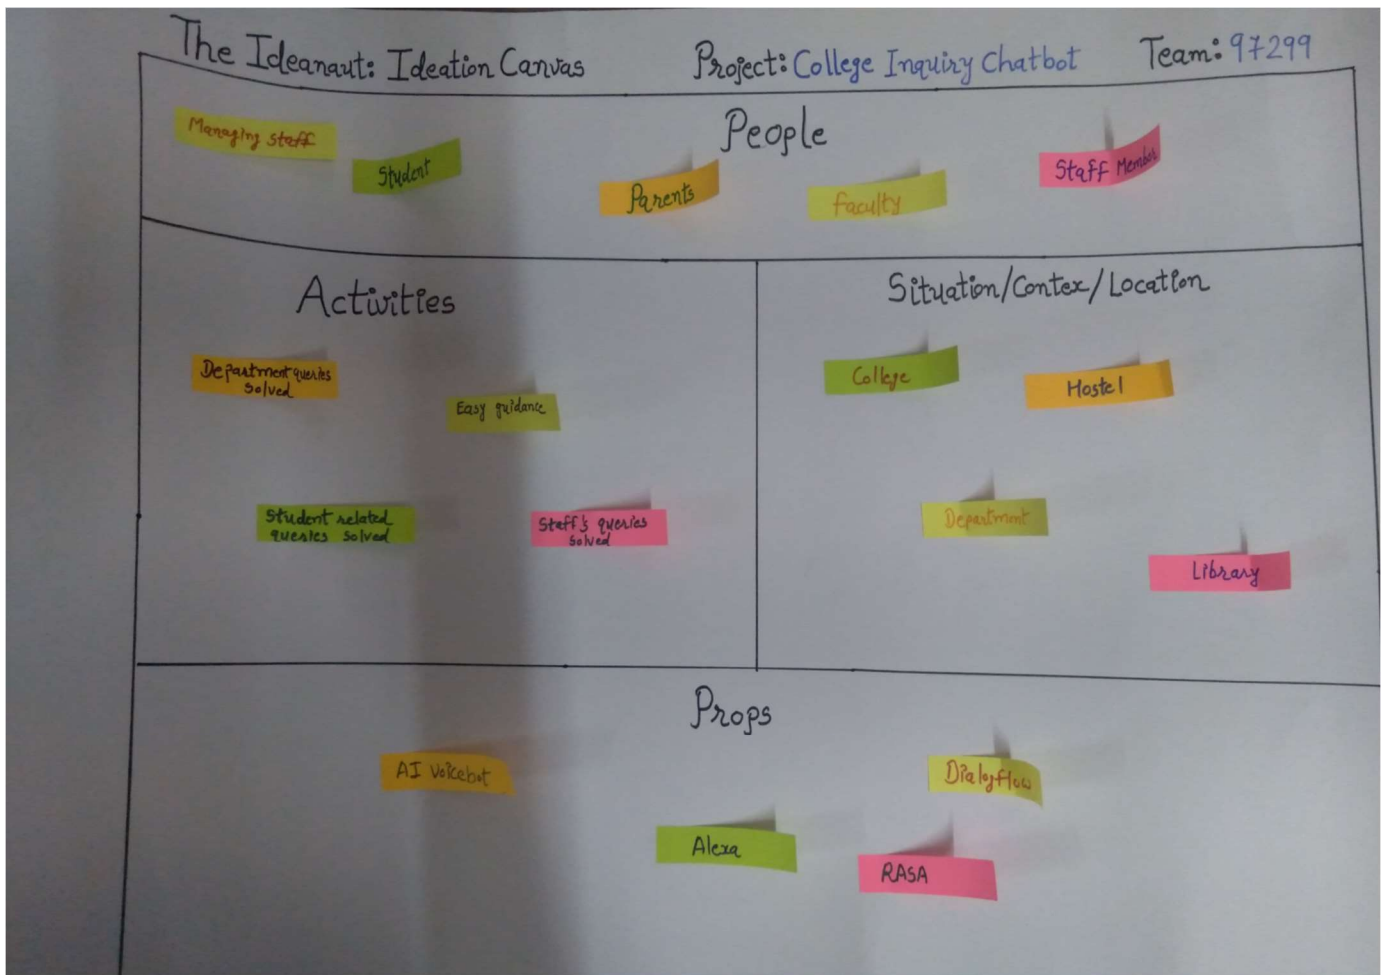 The Ideanaut: Ideation Canvas
Project: College Inquiry Chatbot
Team: 97299
People
Managing staff
Student
Parents
Faculty
Staff Member
Activities
Department queries
solved
Easy guidance
Student related
queries solved
Staff's queries
solved
Situation/Contex/Location
College
Hostel
Department
Library
Props
AI Voicebot
Dialogflow
Alexa
RASA